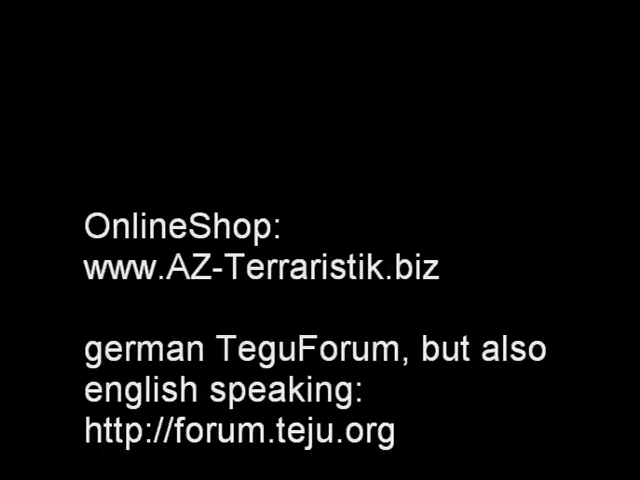 OnlineShop:
www.AZ-Terraristik.biz
german TeguForum, but also
english speaking:
http://forum.teju.org